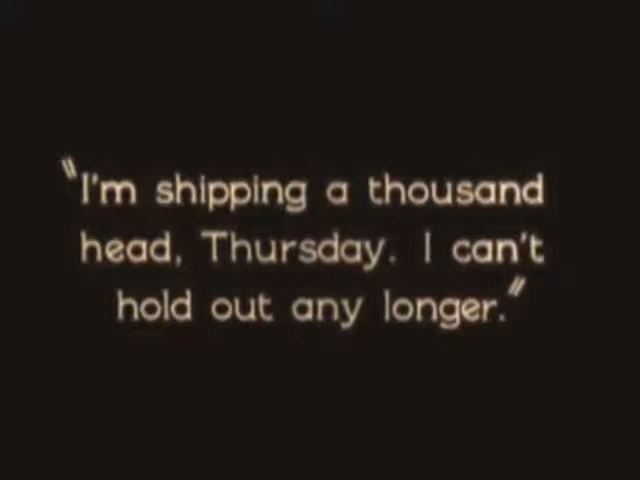 "I'm shipping a thousand
head, Thursday. I can't
hold out any longer."